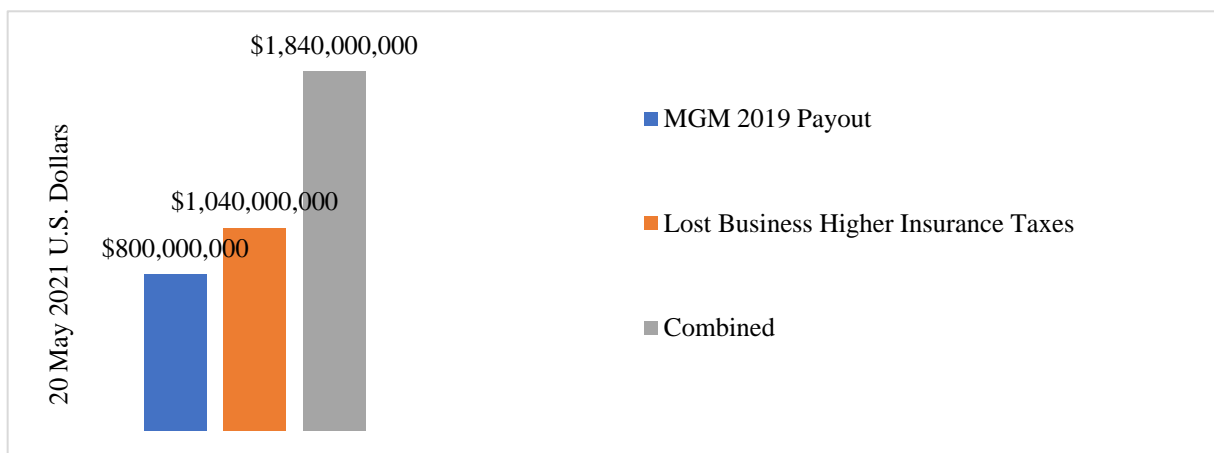 $1,840,000,000
$1,040,000,000
$800,000,000
20 May 2021 U.S. Dollars
MGM 2019 Payout
Lost Business Higher Insurance Taxes
Combined